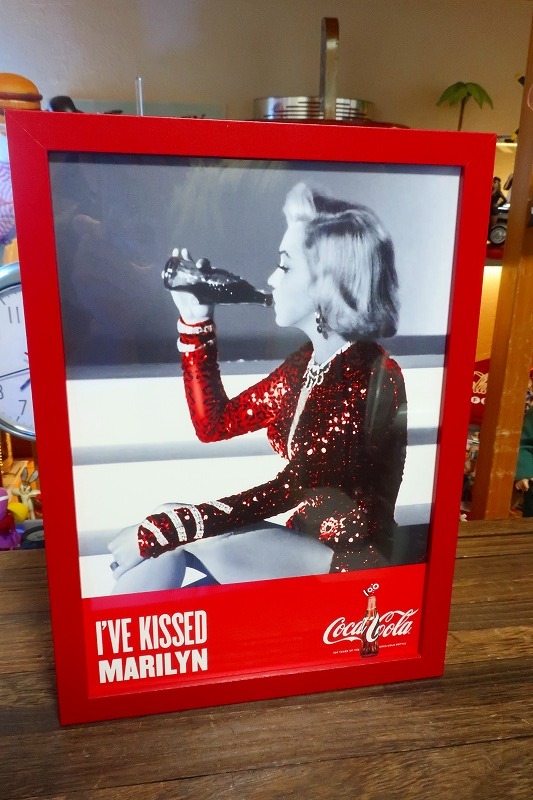 I'VE KISSED
MARILYN
100
Coca-Cola